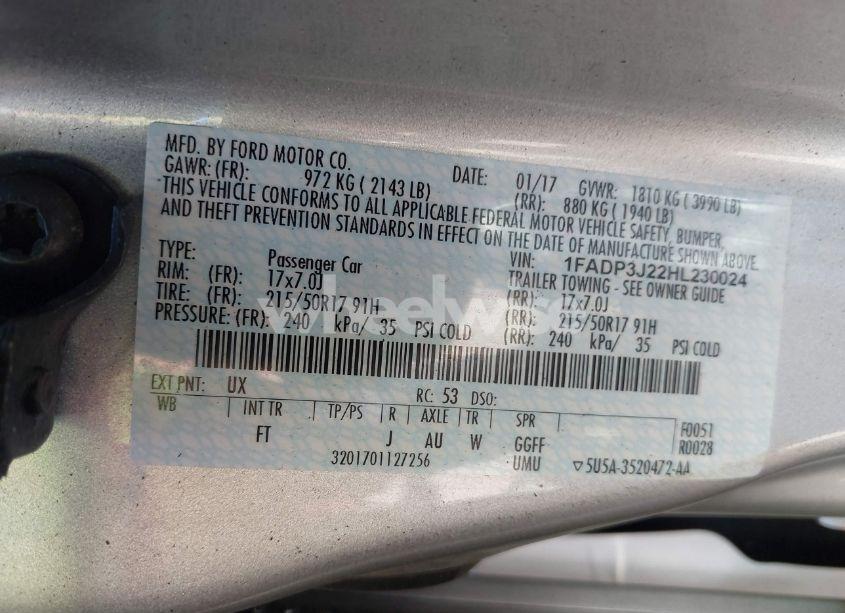 MFD. BY FORD MOTOR CO. DATE: 01/17 GVWR: 1810 KG ( 3990 LB)
GAWR: (FR): 972 KG ( 2143 LB) (RR): 880 KG ( 1940 LB)
THIS VEHICLE CONFORMS TO ALL APPLICABLE FEDERAL MOTOR VEHICLE SAFETY, BUMPER,
AND THEFT PREVENTION STANDARDS IN EFFECT ON THE DATE OF MANUFACTURE SHOWN ABOVE.
VIN: 1FADP3J22HL230024
TYPE: Passenger Car TRAILER TOWING - SEE OWNER GUIDE
RIM: (FR): 17x7.0J (RR): 17x7.0J
TIRE: (FR): 215/50R17 91H (RR): 215/50R17 91H
PRESSURE: (FR): 240 kPa/ 35 PSI COLD (RR): 240 kPa/ 35 PSI COLD
wheelwise
EXT PNT: UX RC: 53 DSO:
WB INT TR TP/PS R AXLE TR SPR F0051
FT J AU W GGFF R0028
3201701127256 UMU ▽5U5A-3520472-AA